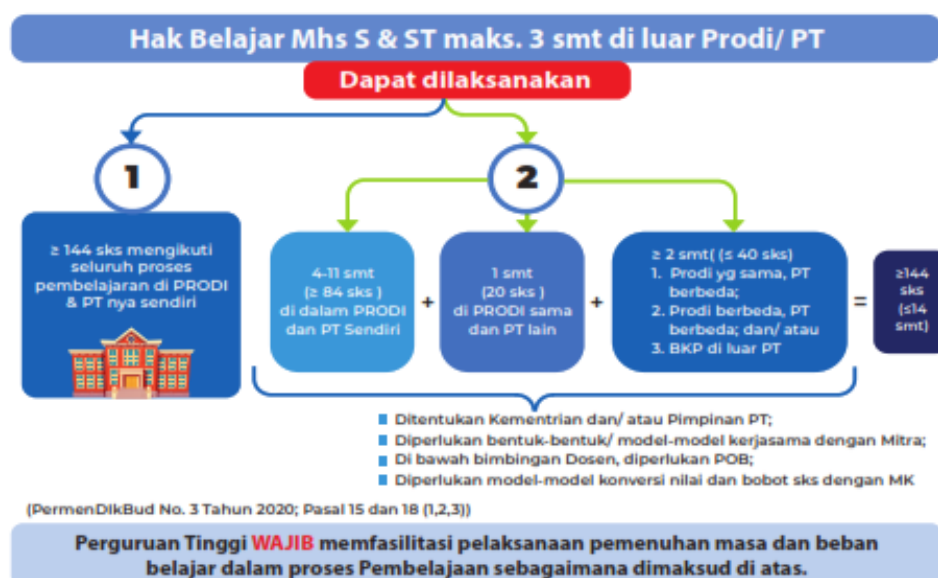 Hak Belajar Mhs S & ST maks. 3 smt di luar Prodi/ PT
Dapat dilaksanakan
1
2
≥ 144 sks mengikuti
seluruh proses
pembelajaran di PRODI
& PT nya sendiri
4-11 smt
(≥ 84 sks )
di dalam PRODI
dan PT Sendiri
+
1 smt
(20 sks )
di PRODI sama
dan PT lain
+
≥ 2 smt( (≤ 40 sks)
1. Prodi yg sama, PT
berbeda;
2. Prodi berbeda, PT
berbeda; dan/ atau
3. BKP di luar PT
=
≥144
sks
(≤14
smt)
Ditentukan Kementrian dan/ atau Pimpinan PT;
Diperlukan bentuk-bentuk/ model-model kerjasama dengan Mitra;
Di bawah bimbingan Dosen, diperlukan POB;
Diperlukan model-model konversi nilai dan bobot sks dengan MK
(PermenDIkBud No. 3 Tahun 2020; Pasal 15 dan 18 (1,2,3))
Perguruan Tinggi WAJIB memfasilitasi pelaksanaan pemenuhan masa dan beban
belajar dalam proses Pembelajaan sebagaimana dimaksud di atas.